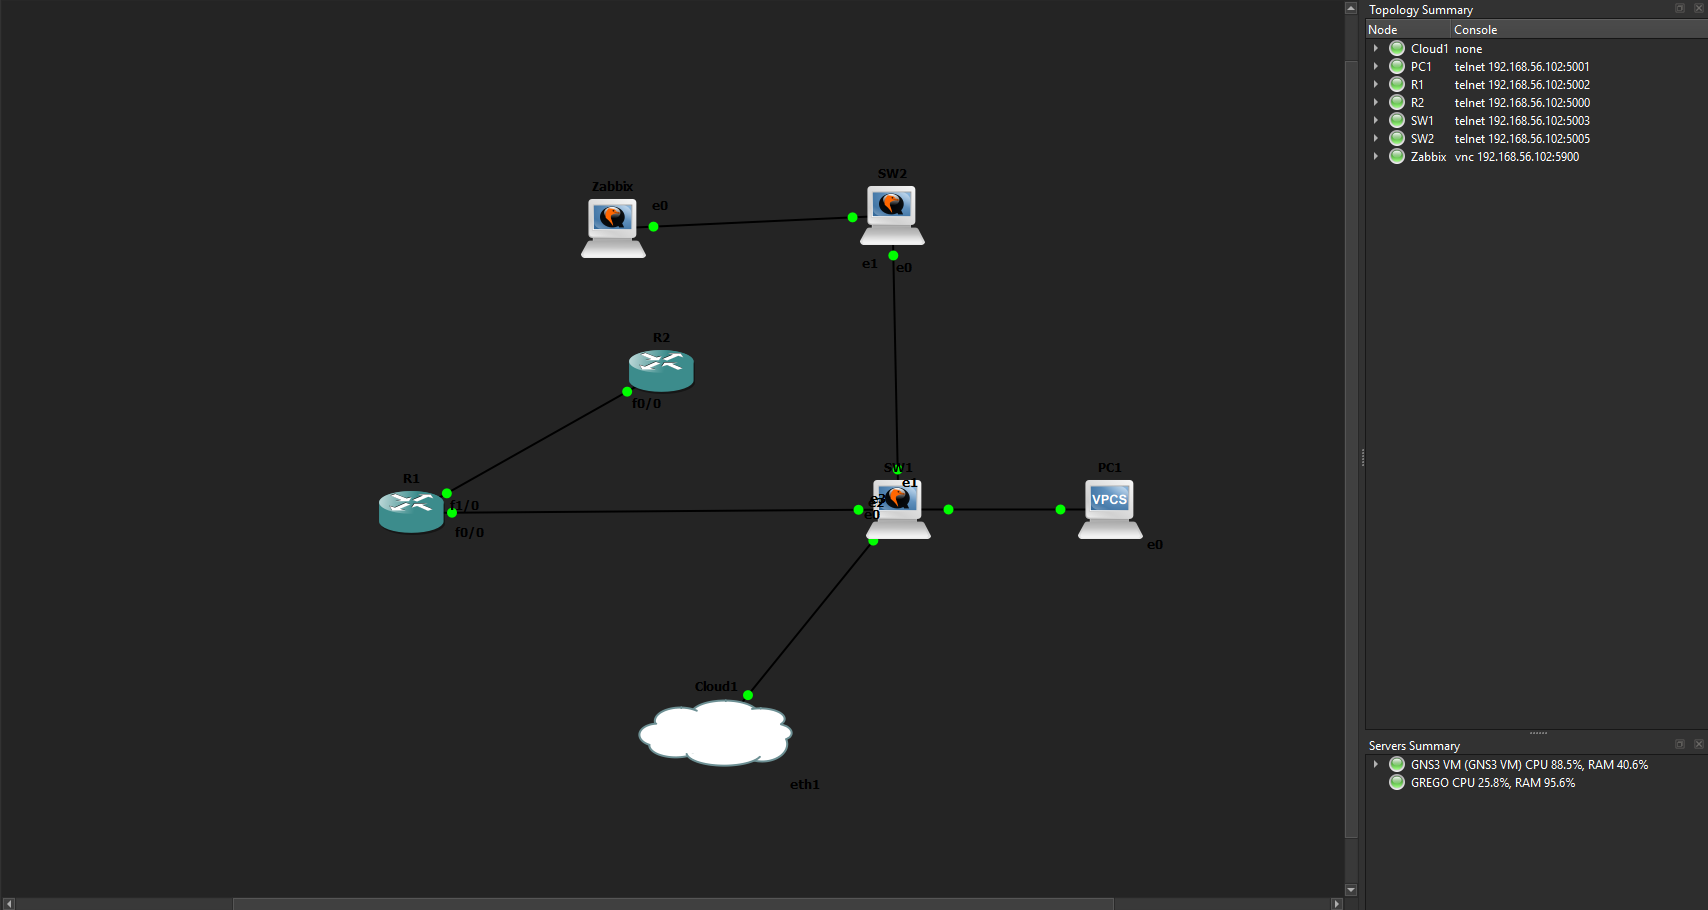 Zabbix
e0
SW2
e1
e0
R2
f0/0
R1
f1/0
f0/0
SW1
e1
e0
PC1
VPCS
e0
Cloud1
eth1
Topology Summary
Node Console
Cloud1 none
PC1 telnet 192.168.56.102:5001
R1 telnet 192.168.56.102:5002
R2 telnet 192.168.56.102:5000
SW1 telnet 192.168.56.102:5003
SW2 telnet 192.168.56.102:5005
Zabbix vnc 192.168.56.102:5900
Servers Summary
GNS3 VM (GNS3 VM) CPU 88.5%, RAM 40.6%
GREGO CPU 25.8%, RAM 95.6%